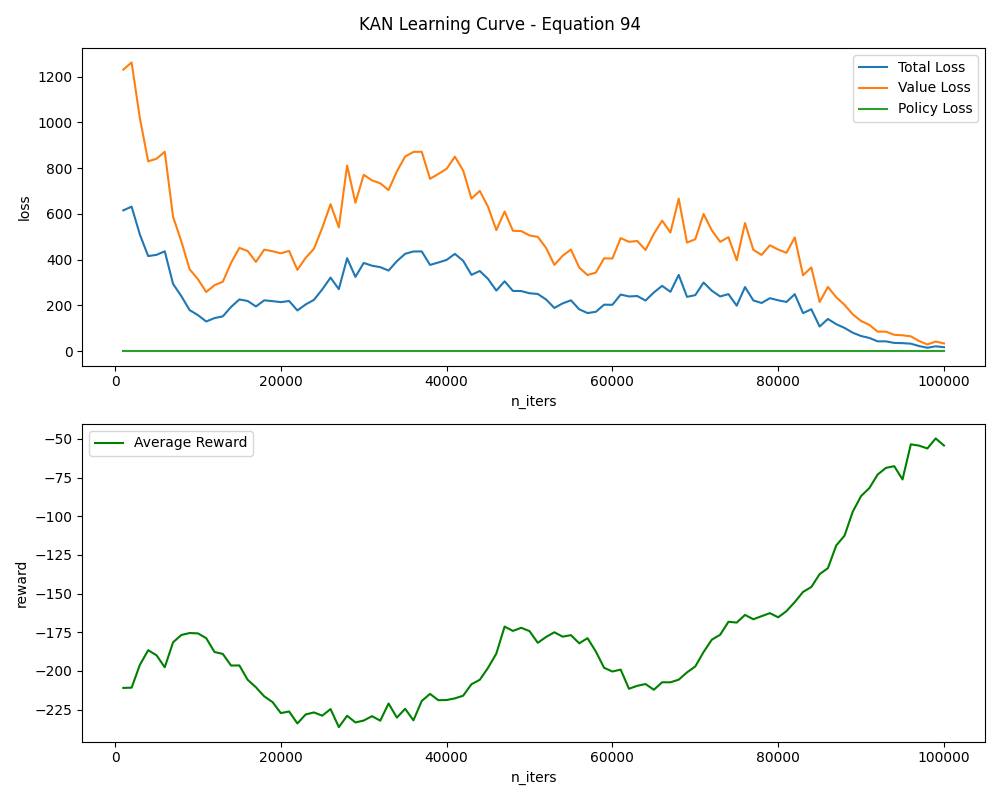 KAN Learning Curve - Equation 94
1200
1000
800
600
400
200
0
loss
Total Loss
Value Loss
Policy Loss
0 20000 40000 60000 80000 100000
n_iters
−50
−75
−100
−125
−150
−175
−200
−225
reward
Average Reward
0 20000 40000 60000 80000 100000
n_iters